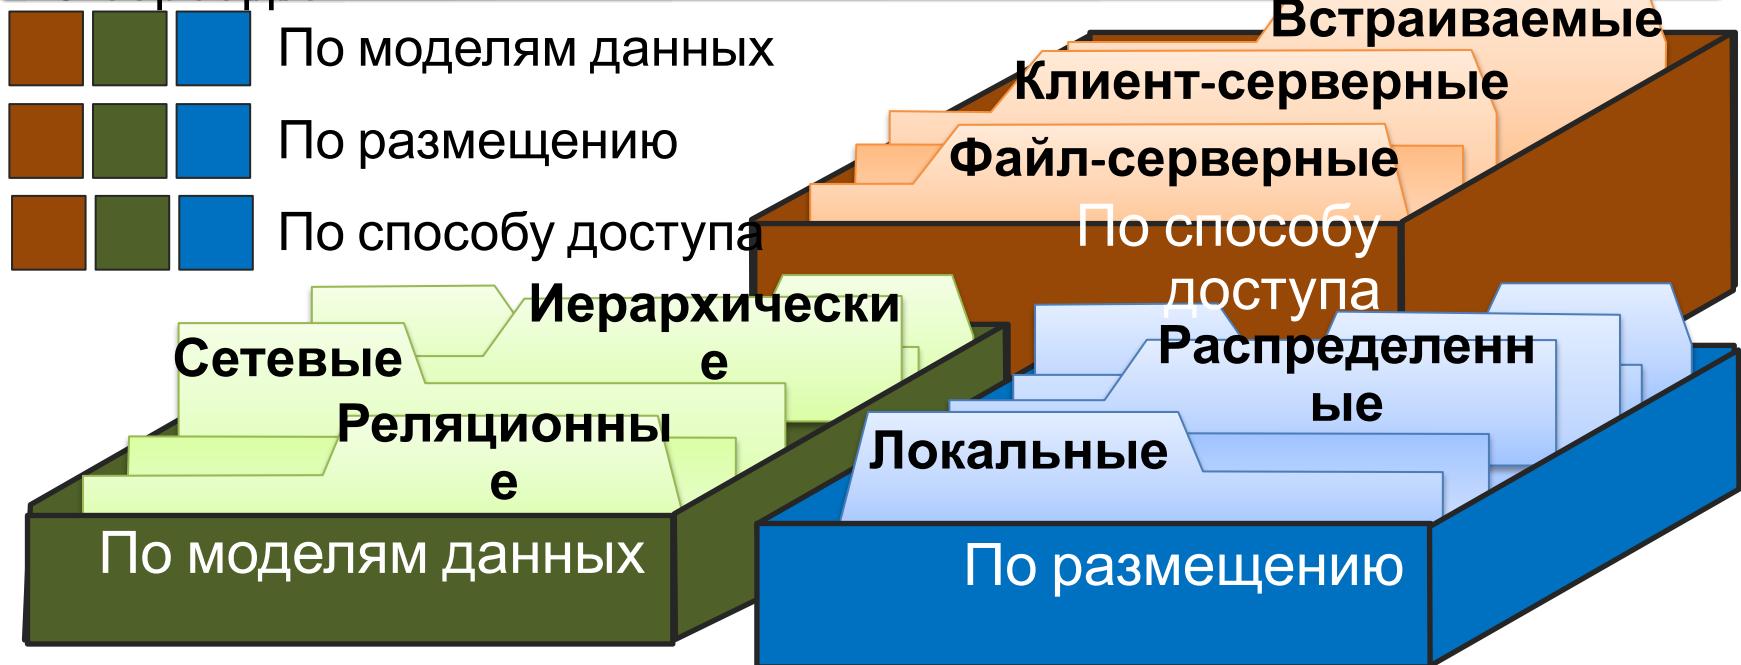 По моделям данных
По размещению
По способу доступа
Встраиваемые
Клиент-серверные
Файл-серверные
По способу
доступа
Иерархически
е
Сетевые
Реляционны
е
По моделям данных
Распределенн
ые
Локальные
По размещению